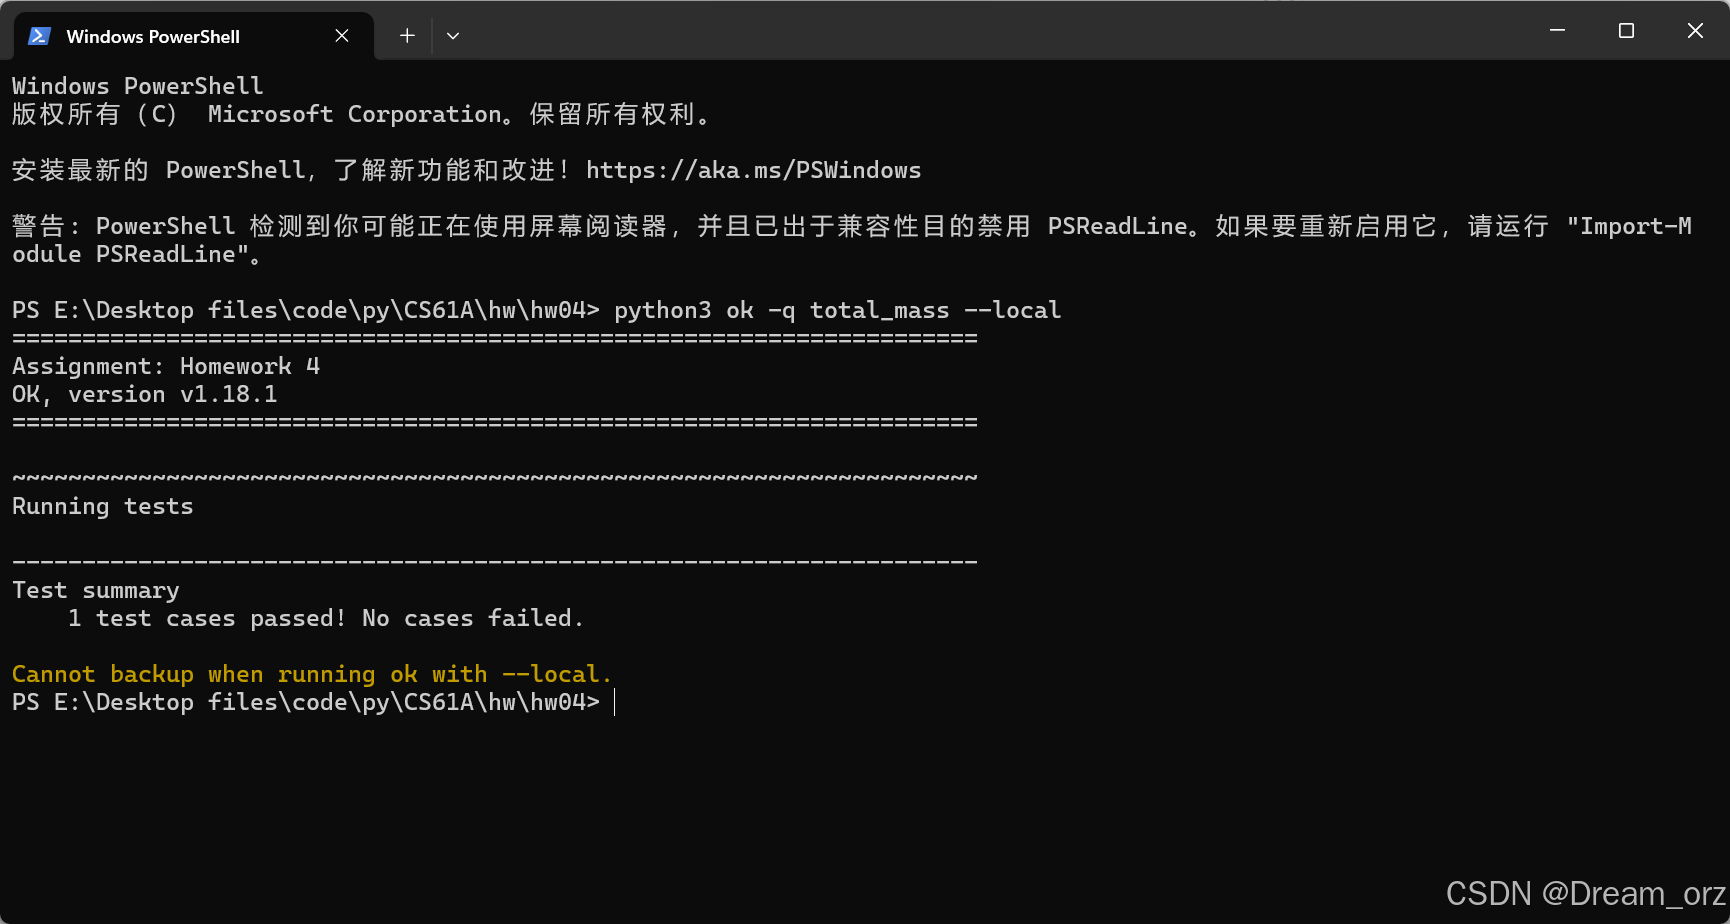 Windows PowerShell
Windows PowerShell
版权所有 (C) Microsoft Corporation。保留所有权利。
安装最新的 PowerShell,了解新功能和改进!https://aka.ms/PSWindows
警告: PowerShell 检测到你可能正在使用屏幕阅读器,并且已出于兼容性目的禁用 PSReadLine。如果要重新启用它,请运行 "Import-M
odule PSReadLine"。
PS E:\Desktop files\code\py\CS61A\hw\hw04> python3 ok -q total_mass --local
=====================================================================
Assignment: Homework 4
OK, version v1.18.1
=====================================================================
~~~~~~~~~~~~~~~~~~~~~~~~~~~~~~~~~~~~~~~~~~~~~~~~~~~~~~~~~~~~~~~~~~~~~
Running tests
---------------------------------------------------------------------
Test summary
    1 test cases passed! No cases failed.
Cannot backup when running ok with --local.
PS E:\Desktop files\code\py\CS61A\hw\hw04>
CSDN @Dream_orz